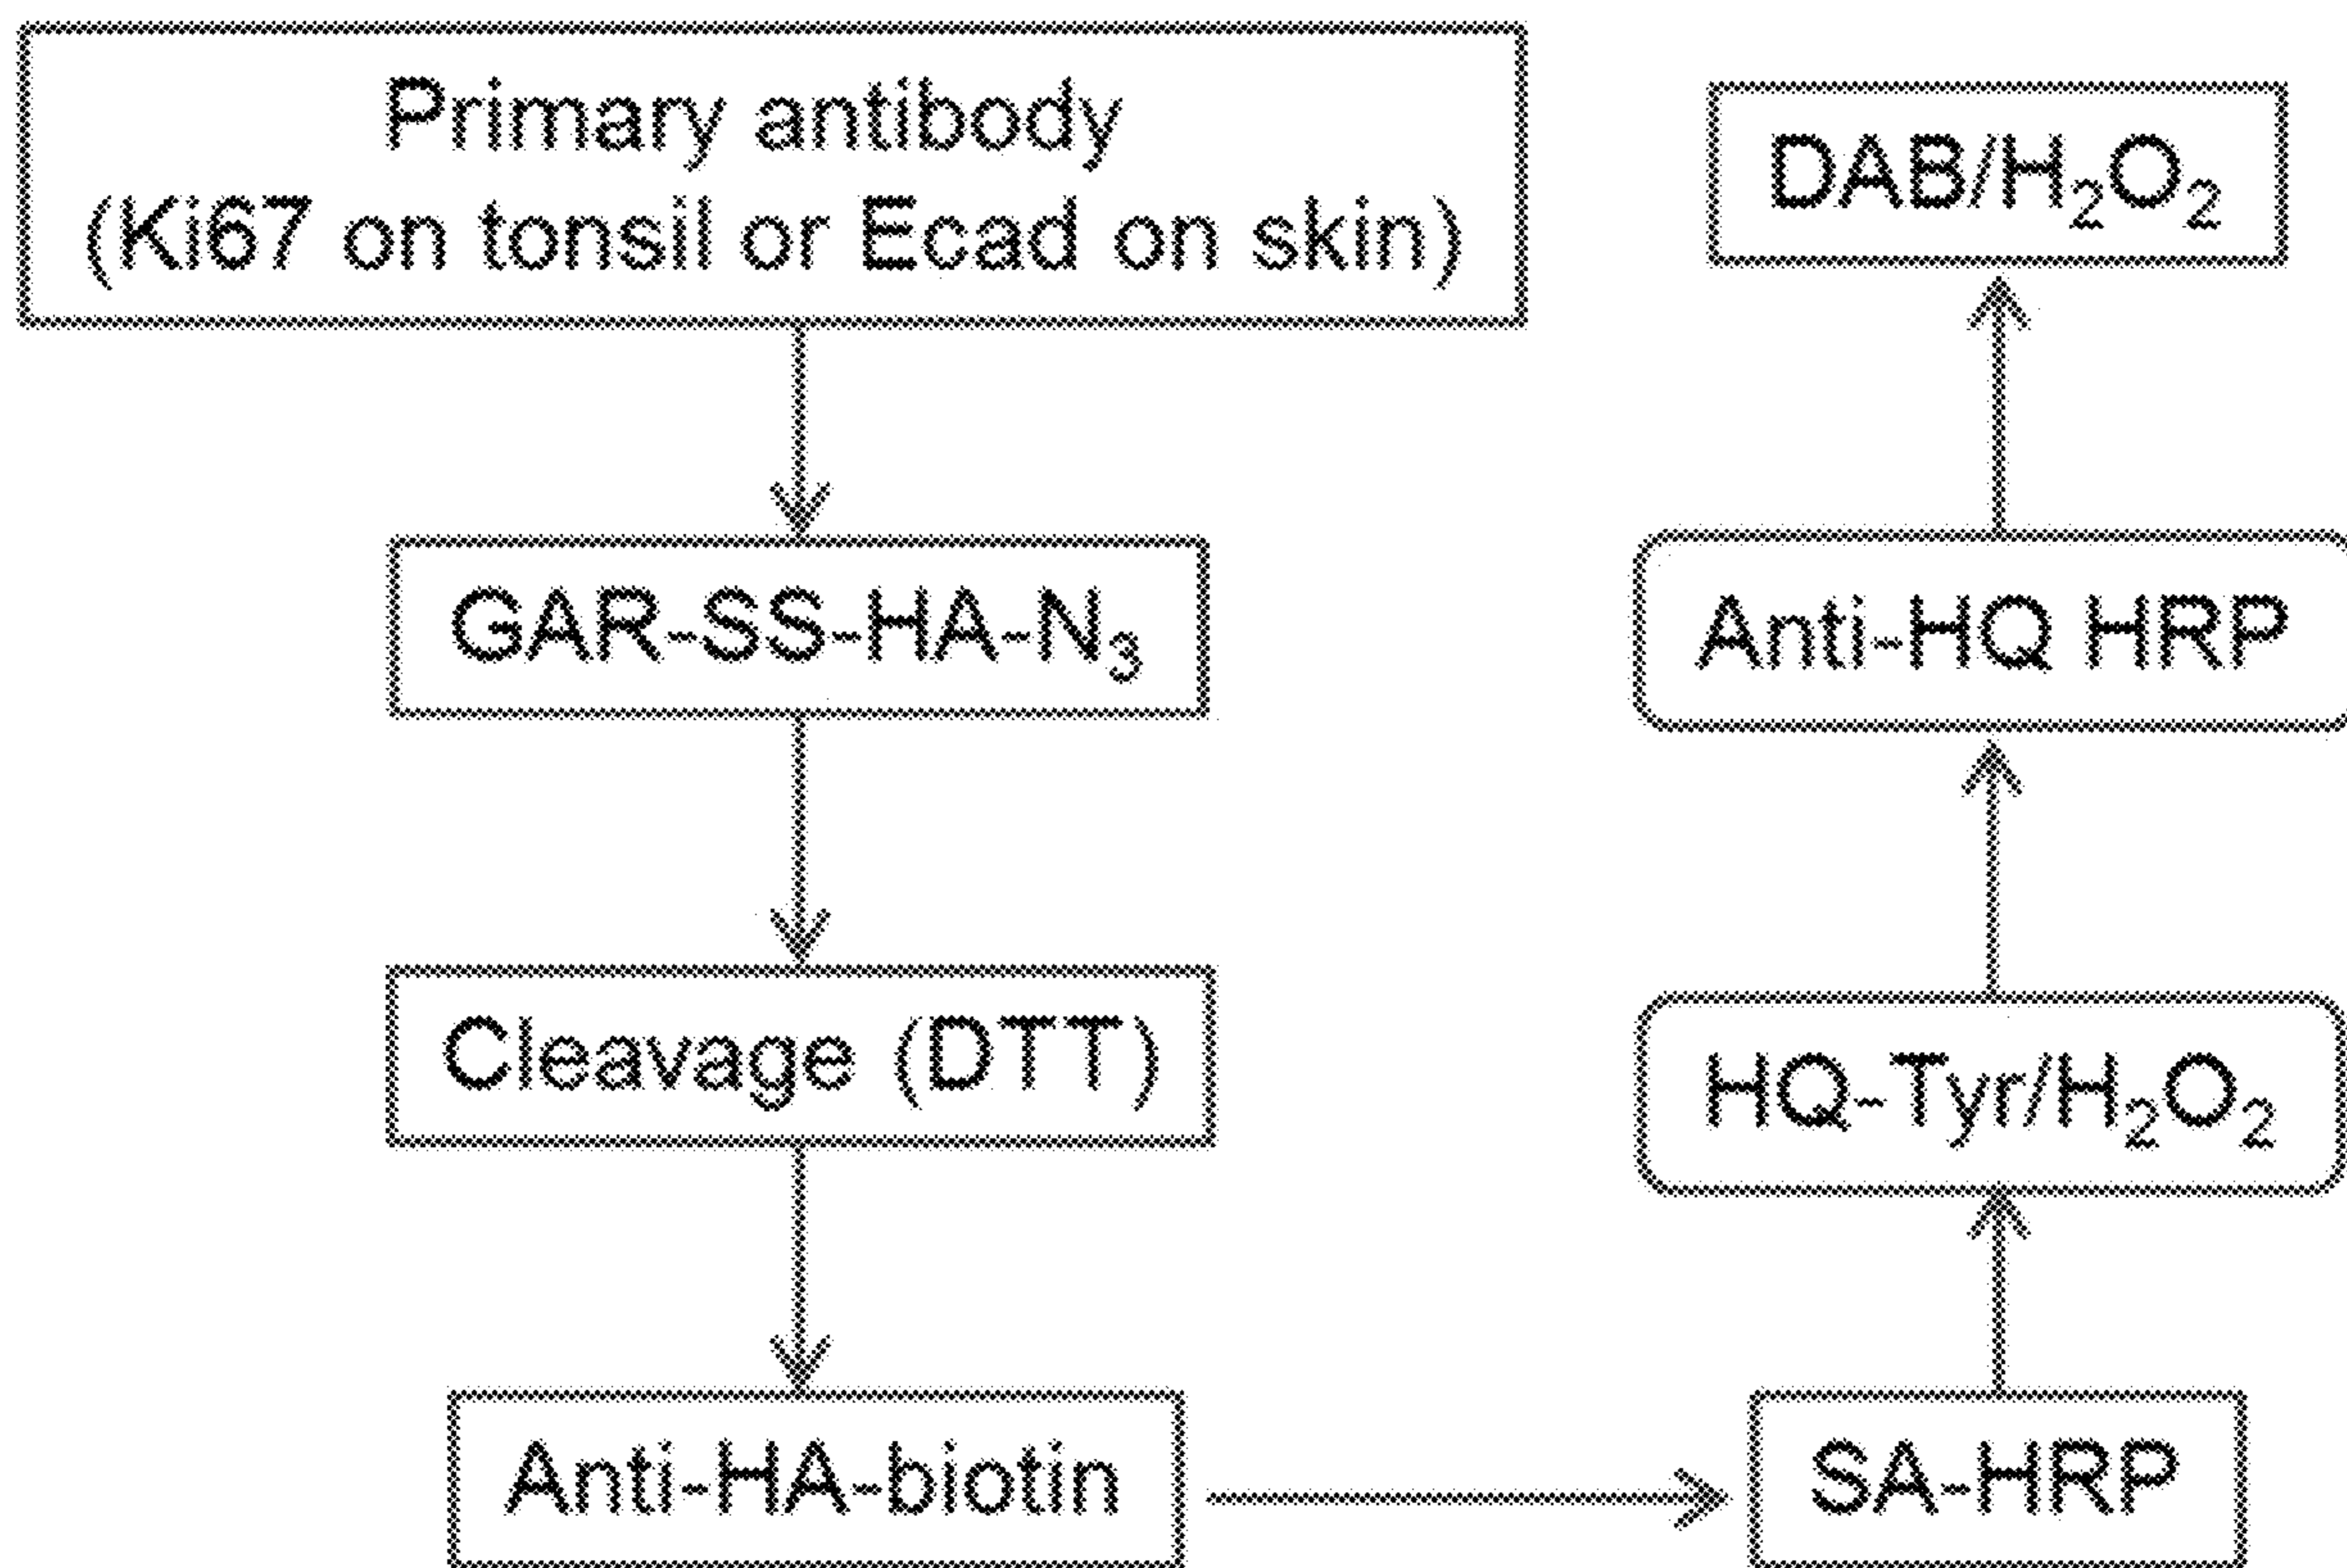 Primary antibody
(Ki67 on tonsil or Ecad on skin)
GAR-SS-HA-N₃
Cleavage (DTT)
Anti-HA-biotin
SA-HRP
HQ-Tyr/H₂O₂
Anti-HQ HRP
DAB/H₂O₂